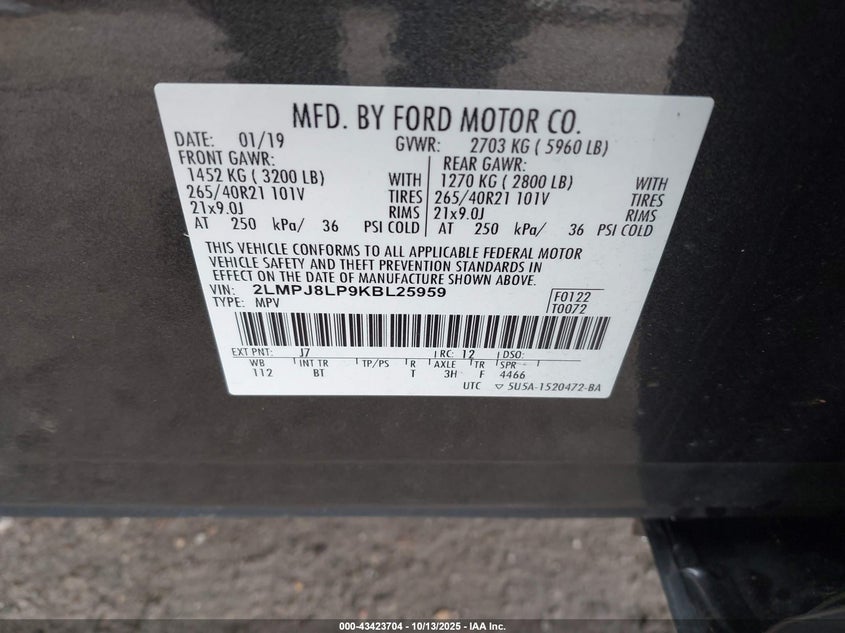 MFD. BY FORD MOTOR CO.
DATE: 01/19 GVWR: 2703 KG ( 5960 LB)
FRONT GAWR: REAR GAWR:
1452 KG ( 3200 LB) WITH 1270 KG ( 2800 LB) WITH
265/40R21 101V TIRES 265/40R21 101V TIRES
21x9.0J RIMS 21x9.0J RIMS
AT 250 kPa/ 36 PSI COLD AT 250 kPa/ 36 PSI COLD
THIS VEHICLE CONFORMS TO ALL APPLICABLE FEDERAL MOTOR
VEHICLE SAFETY AND THEFT PREVENTION STANDARDS IN
EFFECT ON THE DATE OF MANUFACTURE SHOWN ABOVE.
VIN: 2LMPJ8LP9KBL25959 F0122
TYPE: MPV T0072
EXT PNT: J7 RC: 12 DSO:
WB INT TR TP/PS R AXLE TR SPR
112 BT T 3H F 4466
UTC ▽ 5U5A-1520472-BA
000-43423704 - 10/13/2025 - IAA Inc.